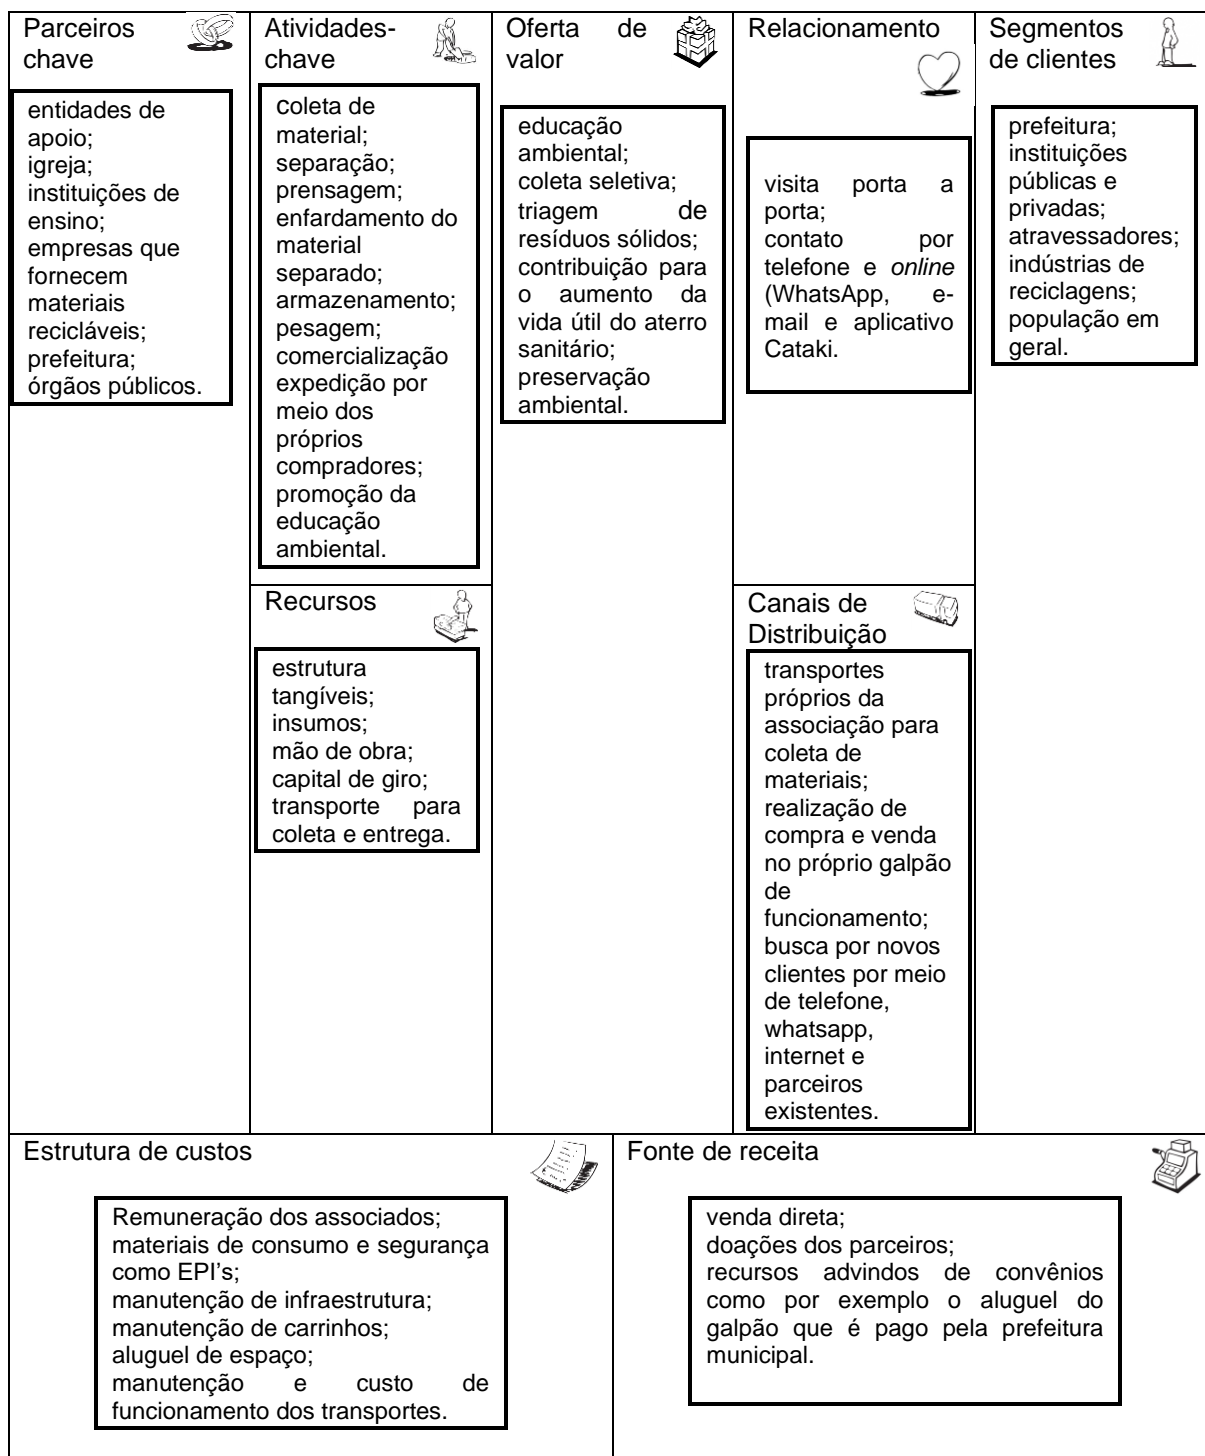 Parceiros
chave
entidades de
apoio;
igreja;
instituições de
ensino;
empresas que
fornecem
materiais
recicláveis;
prefeitura;
órgãos públicos.
Atividades-
chave
coleta de
material;
separação;
prensagem;
enfardamento do
material
separado;
armazenamento;
pesagem;
comercialização
expedição por
meio dos
próprios
compradores;
promoção da
educação
ambiental.
Recursos
estrutura
tangíveis;
insumos;
mão de obra;
capital de giro;
transporte para
coleta e entrega.
Oferta de
valor
educação
ambiental;
coleta seletiva;
triagem de
resíduos sólidos;
contribuição para
o aumento da
vida útil do aterro
sanitário;
preservação
ambiental.
Relacionamento
visita porta a
porta;
contato por
telefone e online
(WhatsApp, e-
mail e aplicativo
Cataki.
Canais de
Distribuição
transportes
próprios da
associação para
coleta de
materiais;
realização de
compra e venda
no próprio galpão
de
funcionamento;
busca por novos
clientes por meio
de telefone,
whatsapp,
internet e
parceiros
existentes.
Segmentos
de clientes
prefeitura;
instituições
públicas e
privadas;
atravessadores;
indústrias de
reciclagens;
população em
geral.
Estrutura de custos
Remuneração dos associados;
materiais de consumo e segurança
como EPI's;
manutenção de infraestrutura;
manutenção de carrinhos;
aluguel de espaço;
manutenção e custo de
funcionamento dos transportes.
Fonte de receita
venda direta;
doações dos parceiros;
recursos advindos de convênios
como por exemplo o aluguel do
galpão que é pago pela prefeitura
municipal.